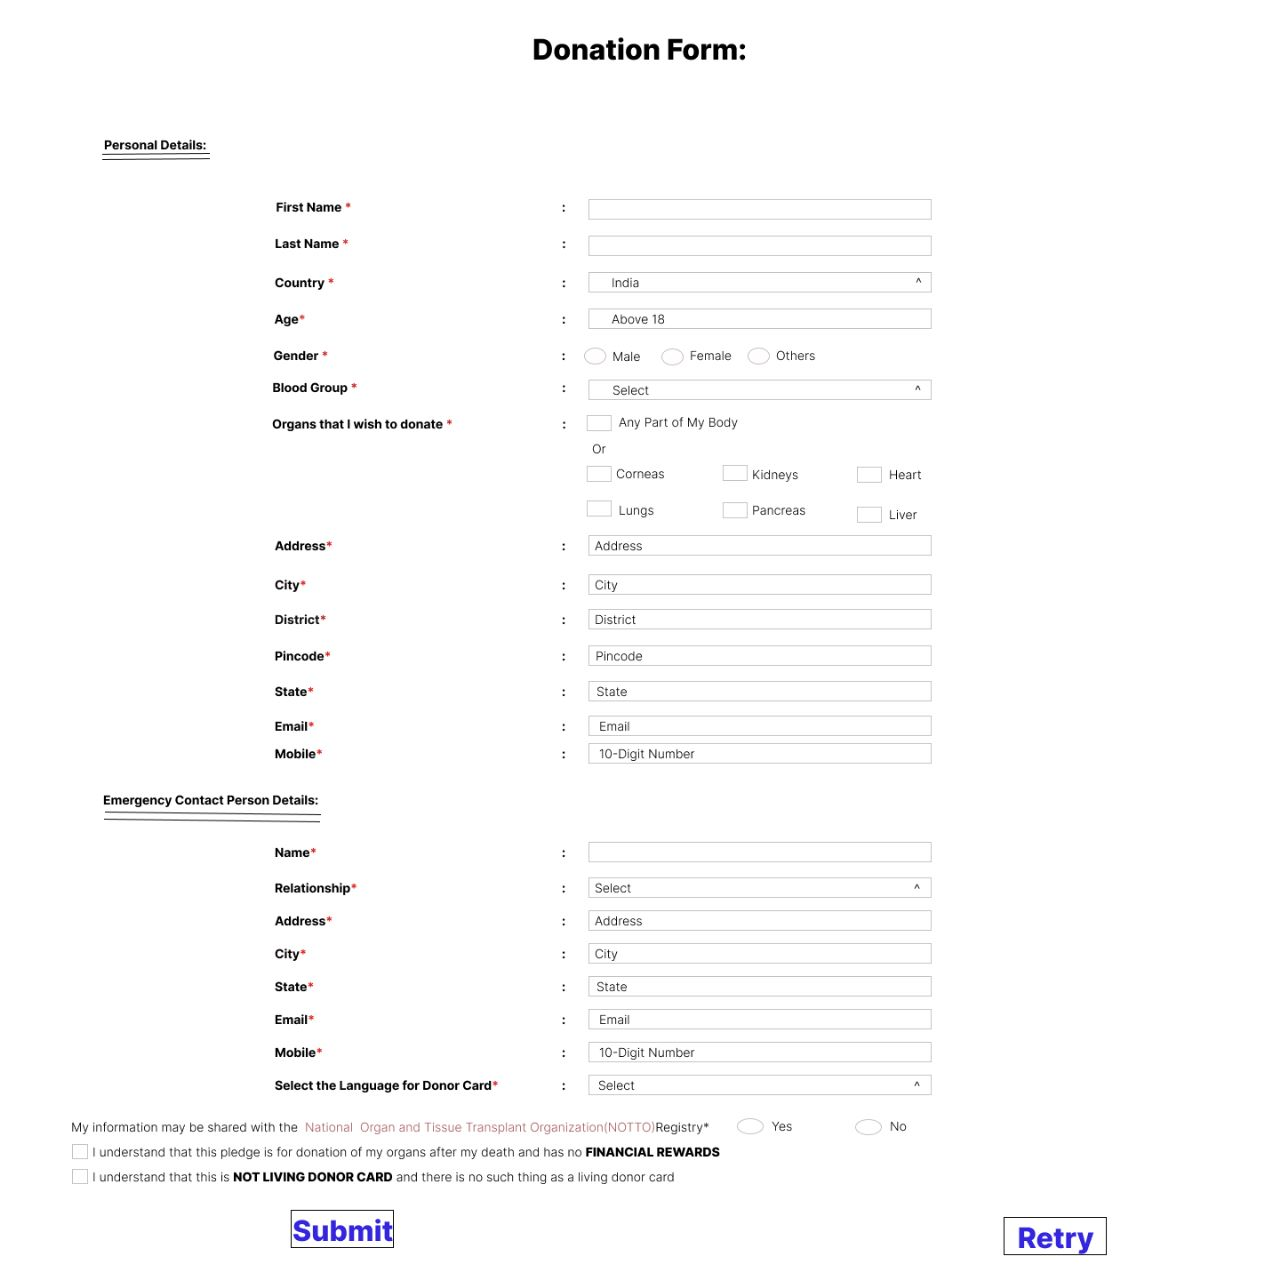 Donation Form:
Personal Details:
First Name * :
Last Name * :
Country * : India ^
Age* : Above 18
Gender * : Male Female Others
Blood Group * : Select ^
Organs that I wish to donate * : Any Part of My Body
Or
Corneas Kidneys Heart
Lungs Pancreas Liver
Address* : Address
City* : City
District* : District
Pincode* : Pincode
State* : State
Email* : Email
Mobile* : 10-Digit Number
Emergency Contact Person Details:
Name* :
Relationship* : Select ^
Address* : Address
City* : City
State* : State
Email* : Email
Mobile* : 10-Digit Number
Select the Language for Donor Card* : Select ^
My information may be shared with the National Organ and TIssue Transplant Organization(NOTTO)Registry* Yes No
I understand that this pledge is for donation of my organs after my death and has no FINANCIAL REWARDS
I understand that this is NOT LIVING DONOR CARD and there is no such thing as a living donor card
Submit Retry